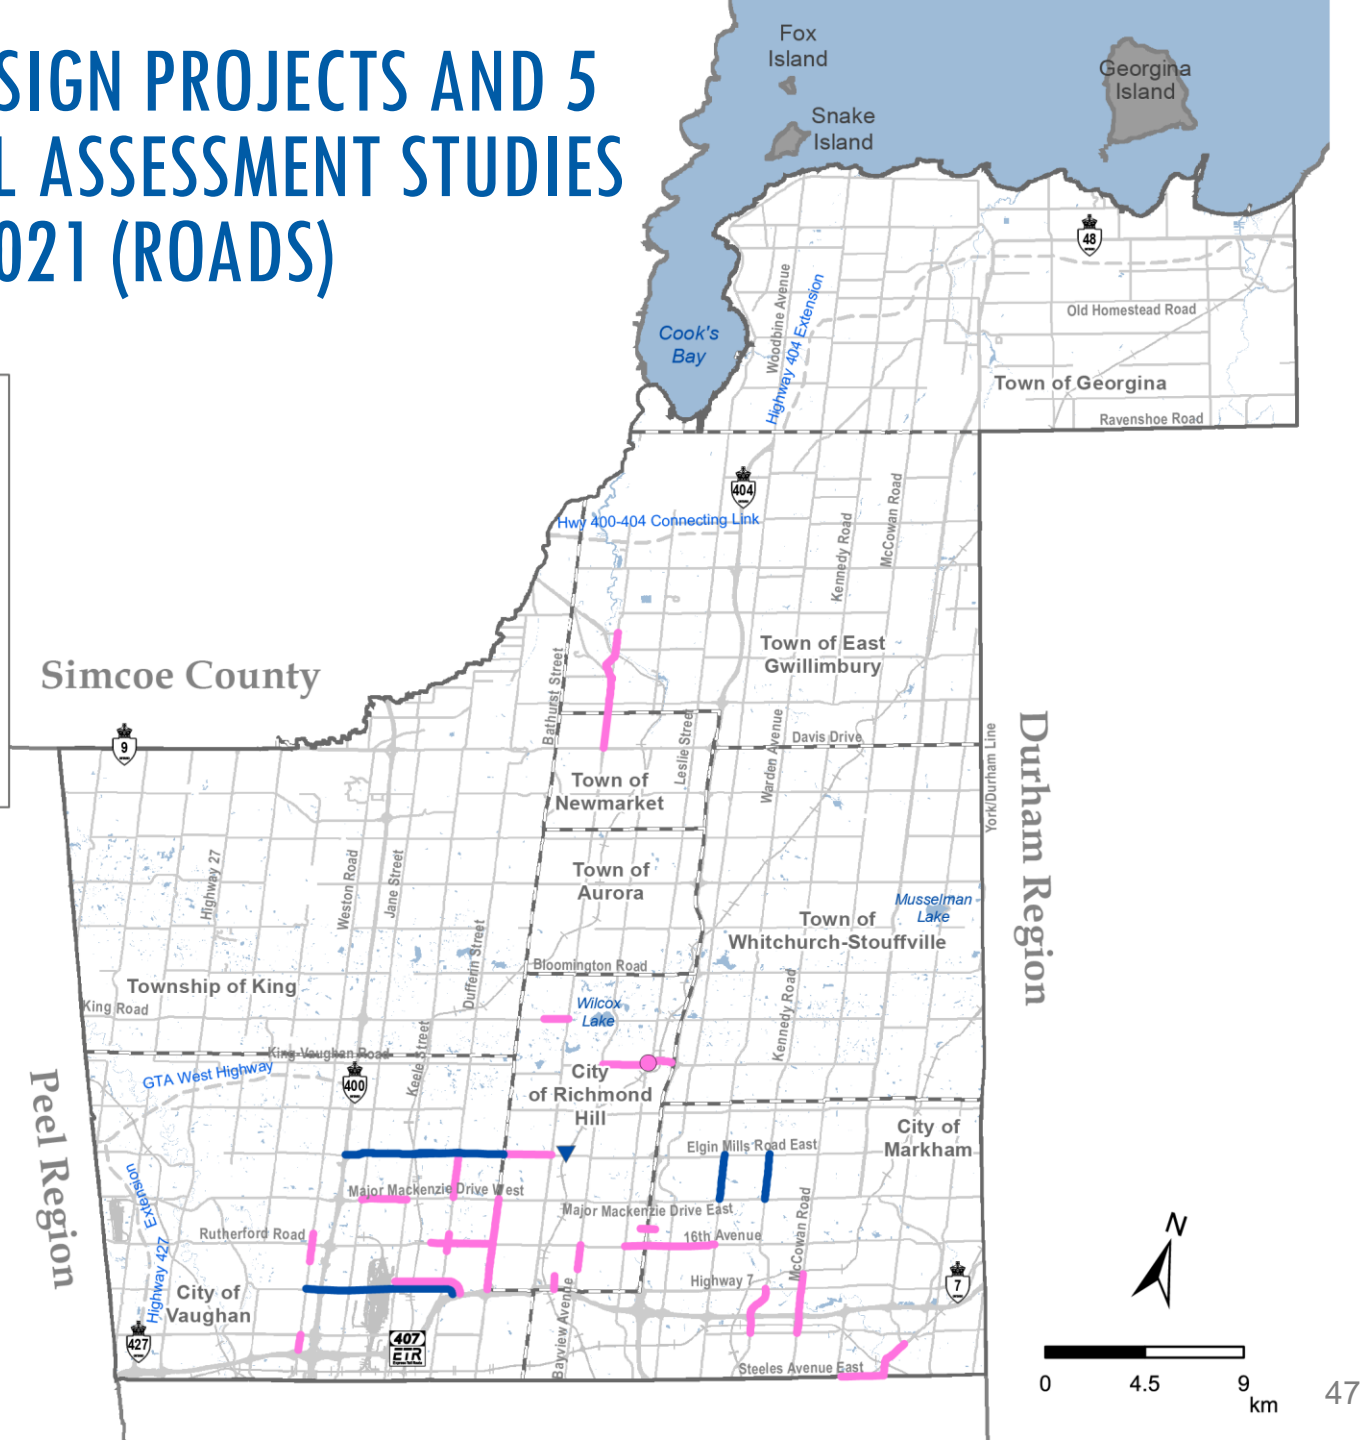 SIGN PROJECTS AND 5
L ASSESSMENT STUDIES
021 (ROADS)
Fox
Island
Snake
Island
Georgina
Island
48
Cook's
Bay
Woodbine Avenue
Highway 404 Extension
Old Homestead Road
Town of Georgina
Ravenshoe Road
404
Hwy 400-404 Connecting Link
Kennedy Road
McCowan Road
Simcoe County
Town of East
Gwillimbury
Bathurst Street
9
Leslie Street
Warden Avenue
Davis Drive
York/Durham Line
Durham Region
Town of
Newmarket
Highway 27
Weston Road
Jane Street
Town of
Aurora
Musselman
Lake
Town of
Whitchurch-Stouffville
Dufferin Street
Bloomington Road
Township of King
King Road
Wilcox
Lake
Kennedy Road
Keele Street
King-Vaughan Road
GTA West Highway
400
City
of Richmond
Hill
Peel Region
City of
Markham
Elgin Mills Road East
Highway 427 Extension
Major Mackenzie Drive West
Major Mackenzie Drive East
McCowan Road
Rutherford Road
16th Avenue
N
City of
Vaughan
Highway 7
7
427
407
ETR
Express Toll Route
Bayview Avenue
Steeles Avenue East
0 4.5 9
km
47